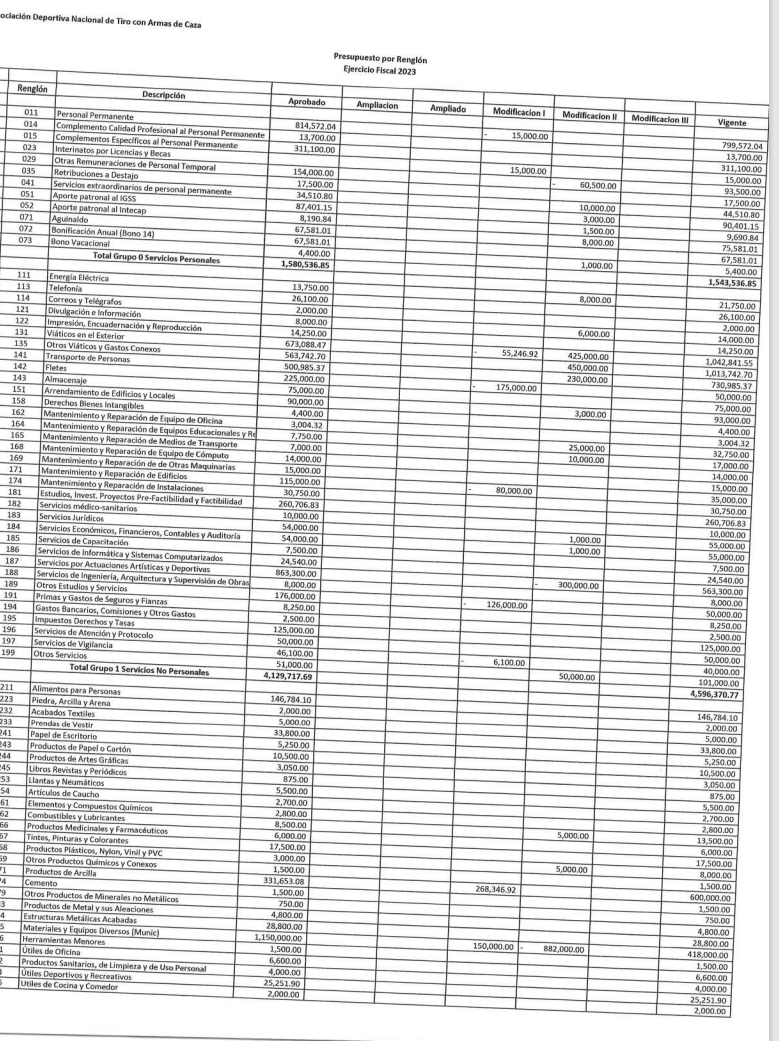 ociación Deportiva Nacional de Tiro con Armas de Caza
Presupuesto por Renglón
Ejercicio Fiscal 2023
Renglón Descripción Aprobado Ampliacion Ampliado Modificacion I Modificacion II Modificacion III Vigente
011 Personal Permanente 814,572.04 - 15,000.00 799,572.04
014 Complemento Calidad Profesional al Personal Permanente 13,700.00 13,700.00
015 Complementos Específicos al Personal Permanente 311,100.00 311,100.00
023 Interinatos por Licencias y Becas 15,000.00 15,000.00
029 Otras Remuneraciones de Personal Temporal 154,000.00 - 60,500.00 93,500.00
035 Retribuciones a Destajo 17,500.00 17,500.00
041 Servicios extraordinarios de personal permanente 34,510.80 10,000.00 44,510.80
051 Aporte patronal al IGSS 87,401.15 3,000.00 90,401.15
052 Aporte patronal al Intecap 8,190.84 1,500.00 9,690.84
071 Aguinaldo 67,581.01 8,000.00 75,581.01
072 Bonificación Anual (Bono 14) 67,581.01 67,581.01
073 Bono Vacacional 4,400.00 1,000.00 5,400.00
Total Grupo 0 Servicios Personales 1,580,536.85 1,543,536.85
111 Energía Eléctrica 13,750.00 8,000.00 21,750.00
113 Telefonía 26,100.00 26,100.00
114 Correos y Telégrafos 2,000.00 2,000.00
121 Divulgación e Información 8,000.00 6,000.00 14,000.00
122 Impresión, Encuadernación y Reproducción 14,250.00 14,250.00
131 Viáticos en el Exterior 673,088.47 - 55,246.92 425,000.00 1,042,841.55
135 Otros Viáticos y Gastos Conexos 563,742.70 450,000.00 1,013,742.70
141 Transporte de Personas 500,985.37 230,000.00 730,985.37
142 Fletes 225,000.00 - 175,000.00 50,000.00
143 Almacenaje 75,000.00 75,000.00
151 Arrendamiento de Edificios y Locales 90,000.00 3,000.00 93,000.00
158 Derechos Bienes Intangibles 4,400.00 4,400.00
162 Mantenimiento y Reparación de Equipo de Oficina 3,004.32 3,004.32
164 Mantenimiento y Reparación de Equipos Educacionales y Re 7,750.00 25,000.00 32,750.00
165 Mantenimiento y Reparación de Medios de Transporte 7,000.00 10,000.00 17,000.00
168 Mantenimiento y Reparación de Equipo de Cómputo 14,000.00 14,000.00
169 Mantenimiento y Reparación de de Otras Maquinarias 15,000.00 15,000.00
171 Mantenimiento y Reparación de Edificios 115,000.00 - 80,000.00 35,000.00
174 Mantenimiento y Reparación de Instalaciones 30,750.00 30,750.00
181 Estudios, Invest. Proyectos Pre-Factibilidad y Factibilidad 260,706.83 260,706.83
182 Servicios médico-sanitarios 10,000.00 10,000.00
183 Servicios Jurídicos 54,000.00 1,000.00 55,000.00
184 Servicios Económicos, Financieros, Contables y Auditoría 54,000.00 1,000.00 55,000.00
185 Servicios de Capacitación 7,500.00 7,500.00
186 Servicios de Informática y Sistemas Computarizados 24,540.00 24,540.00
187 Servicios por Actuaciones Artísticas y Deportivas 863,300.00 - 300,000.00 563,300.00
188 Servicios de Ingeniería, Arquitectura y Supervisión de Obras 8,000.00 8,000.00
189 Otros Estudios y Servicios 176,000.00 - 126,000.00 50,000.00
191 Primas y Gastos de Seguros y Fianzas 8,250.00 8,250.00
194 Gastos Bancarios, Comisiones y Otros Gastos 2,500.00 2,500.00
195 Impuestos Derechos y Tasas 125,000.00 125,000.00
196 Servicios de Atención y Protocolo 50,000.00 50,000.00
197 Servicios de Vigilancia 46,100.00 - 6,100.00 40,000.00
199 Otros Servicios 51,000.00 50,000.00 101,000.00
Total Grupo 1 Servicios No Personales 4,129,717.69 4,596,370.77
211 Alimentos para Personas 146,784.10 146,784.10
223 Piedra, Arcilla y Arena 2,000.00 2,000.00
232 Acabados Textiles 5,000.00 5,000.00
233 Prendas de Vestir 33,800.00 33,800.00
241 Papel de Escritorio 5,250.00 5,250.00
243 Productos de Papel o Cartón 10,500.00 10,500.00
244 Productos de Artes Gráficas 3,050.00 3,050.00
245 Libros Revistas y Periódicos 875.00 875.00
53 Llantas y Neumáticos 5,500.00 5,500.00
54 Artículos de Caucho 2,700.00 2,700.00
61 Elementos y Compuestos Químicos 2,800.00 2,800.00
62 Combustibles y Lubricantes 8,500.00 5,000.00 13,500.00
66 Productos Medicinales y Farmacéuticos 6,000.00 6,000.00
67 Tintes, Pinturas y Colorantes 17,500.00 17,500.00
68 Productos Plásticos, Nylon, Vinil y PVC 3,000.00 5,000.00 8,000.00
69 Otros Productos Químicos y Conexos 1,500.00 1,500.00
71 Productos de Arcilla 331,653.08 268,346.92 600,000.00
4 Cemento 1,500.00 1,500.00
9 Otros Productos de Minerales no Metálicos 750.00 750.00
3 Productos de Metal y sus Aleaciones 4,800.00 4,800.00
4 Estructuras Metálicas Acabadas 28,800.00 28,800.00
5 Materiales y Equipos Diversos (Munic) 1,150,000.00 150,000.00 - 882,000.00 418,000.00
6 Herramientas Menores 1,500.00 1,500.00
1 Útiles de Oficina 6,600.00 6,600.00
2 Productos Sanitarios, de Limpieza y de Uso Personal 4,000.00 4,000.00
Útiles Deportivos y Recreativos 25,251.90 25,251.90
Utiles de Cocina y Comedor 2,000.00 2,000.00